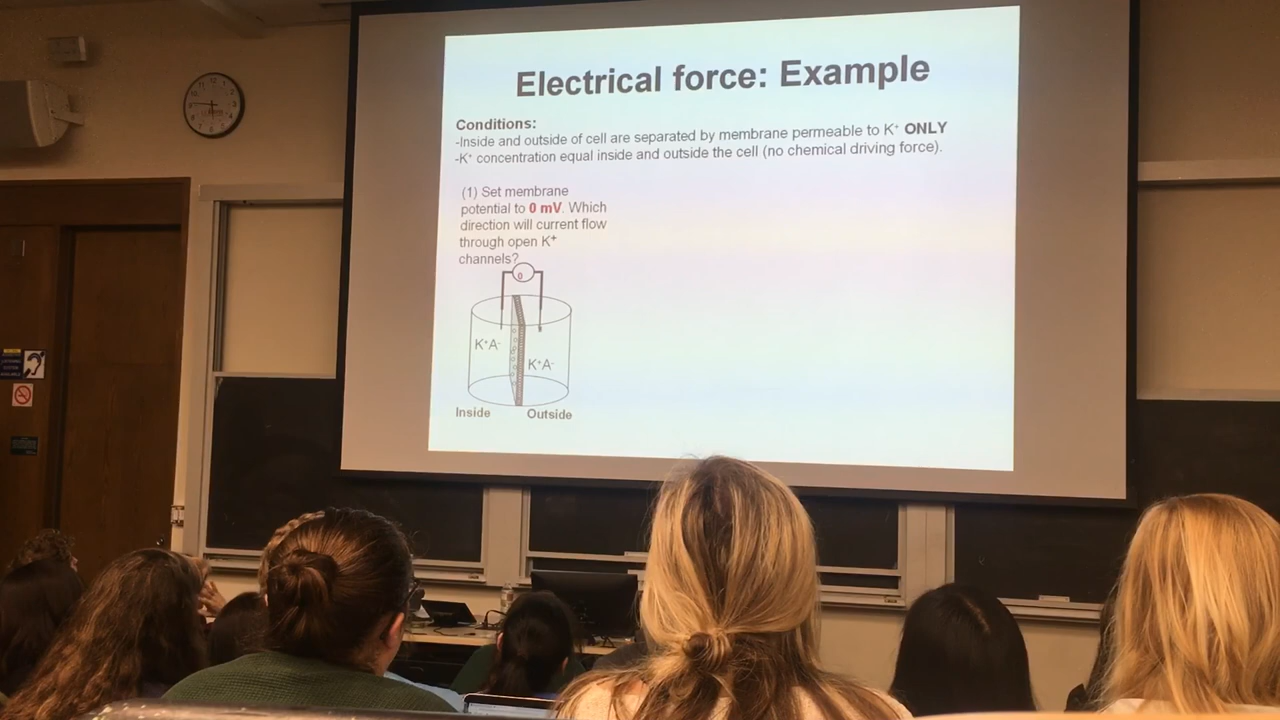 Electrical force: Example
Conditions:
-Inside and outside of cell are separated by membrane permeable to K⁺ ONLY
-K⁺ concentration equal inside and outside the cell (no chemical driving force).
(1) Set membrane
potential to 0 mV. Which
direction will current flow
through open K⁺
channels?
0
K⁺A⁻
K⁺A⁻
Inside
Outside